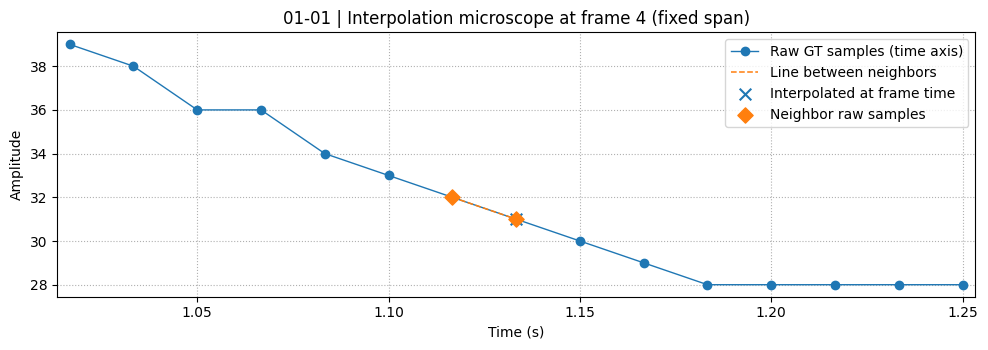 01-01 | Interpolation microscope at frame 4 (fixed span)
Raw GT samples (time axis)
Line between neighbors
Interpolated at frame time
Neighbor raw samples
Amplitude
38
36
34
32
30
28
1.05 1.10 1.15 1.20 1.25
Time (s)